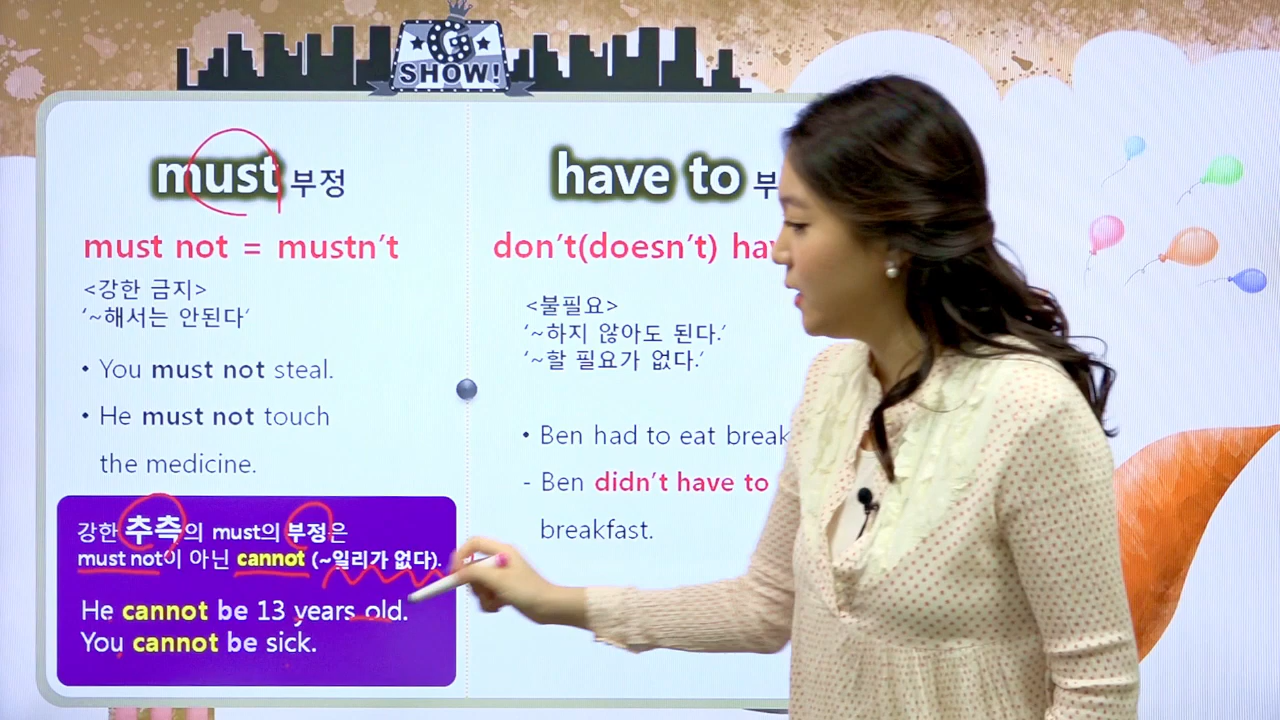 G
SHOW!
must 부정
must not = mustn't
<강한 금지>
'~해서는 안된다'
• You must not steal.
• He must not touch
the medicine.
강한 추측의 must의 부정은
must not이 아닌 cannot (~일리가 없다).
He cannot be 13 years old.
You cannot be sick.
have to
don't(doesn't)
<불필요>
'~하지 않아도 된다.'
'~할 필요가 없다.'
• Ben had to eat
- Ben didn't have to
breakfast.